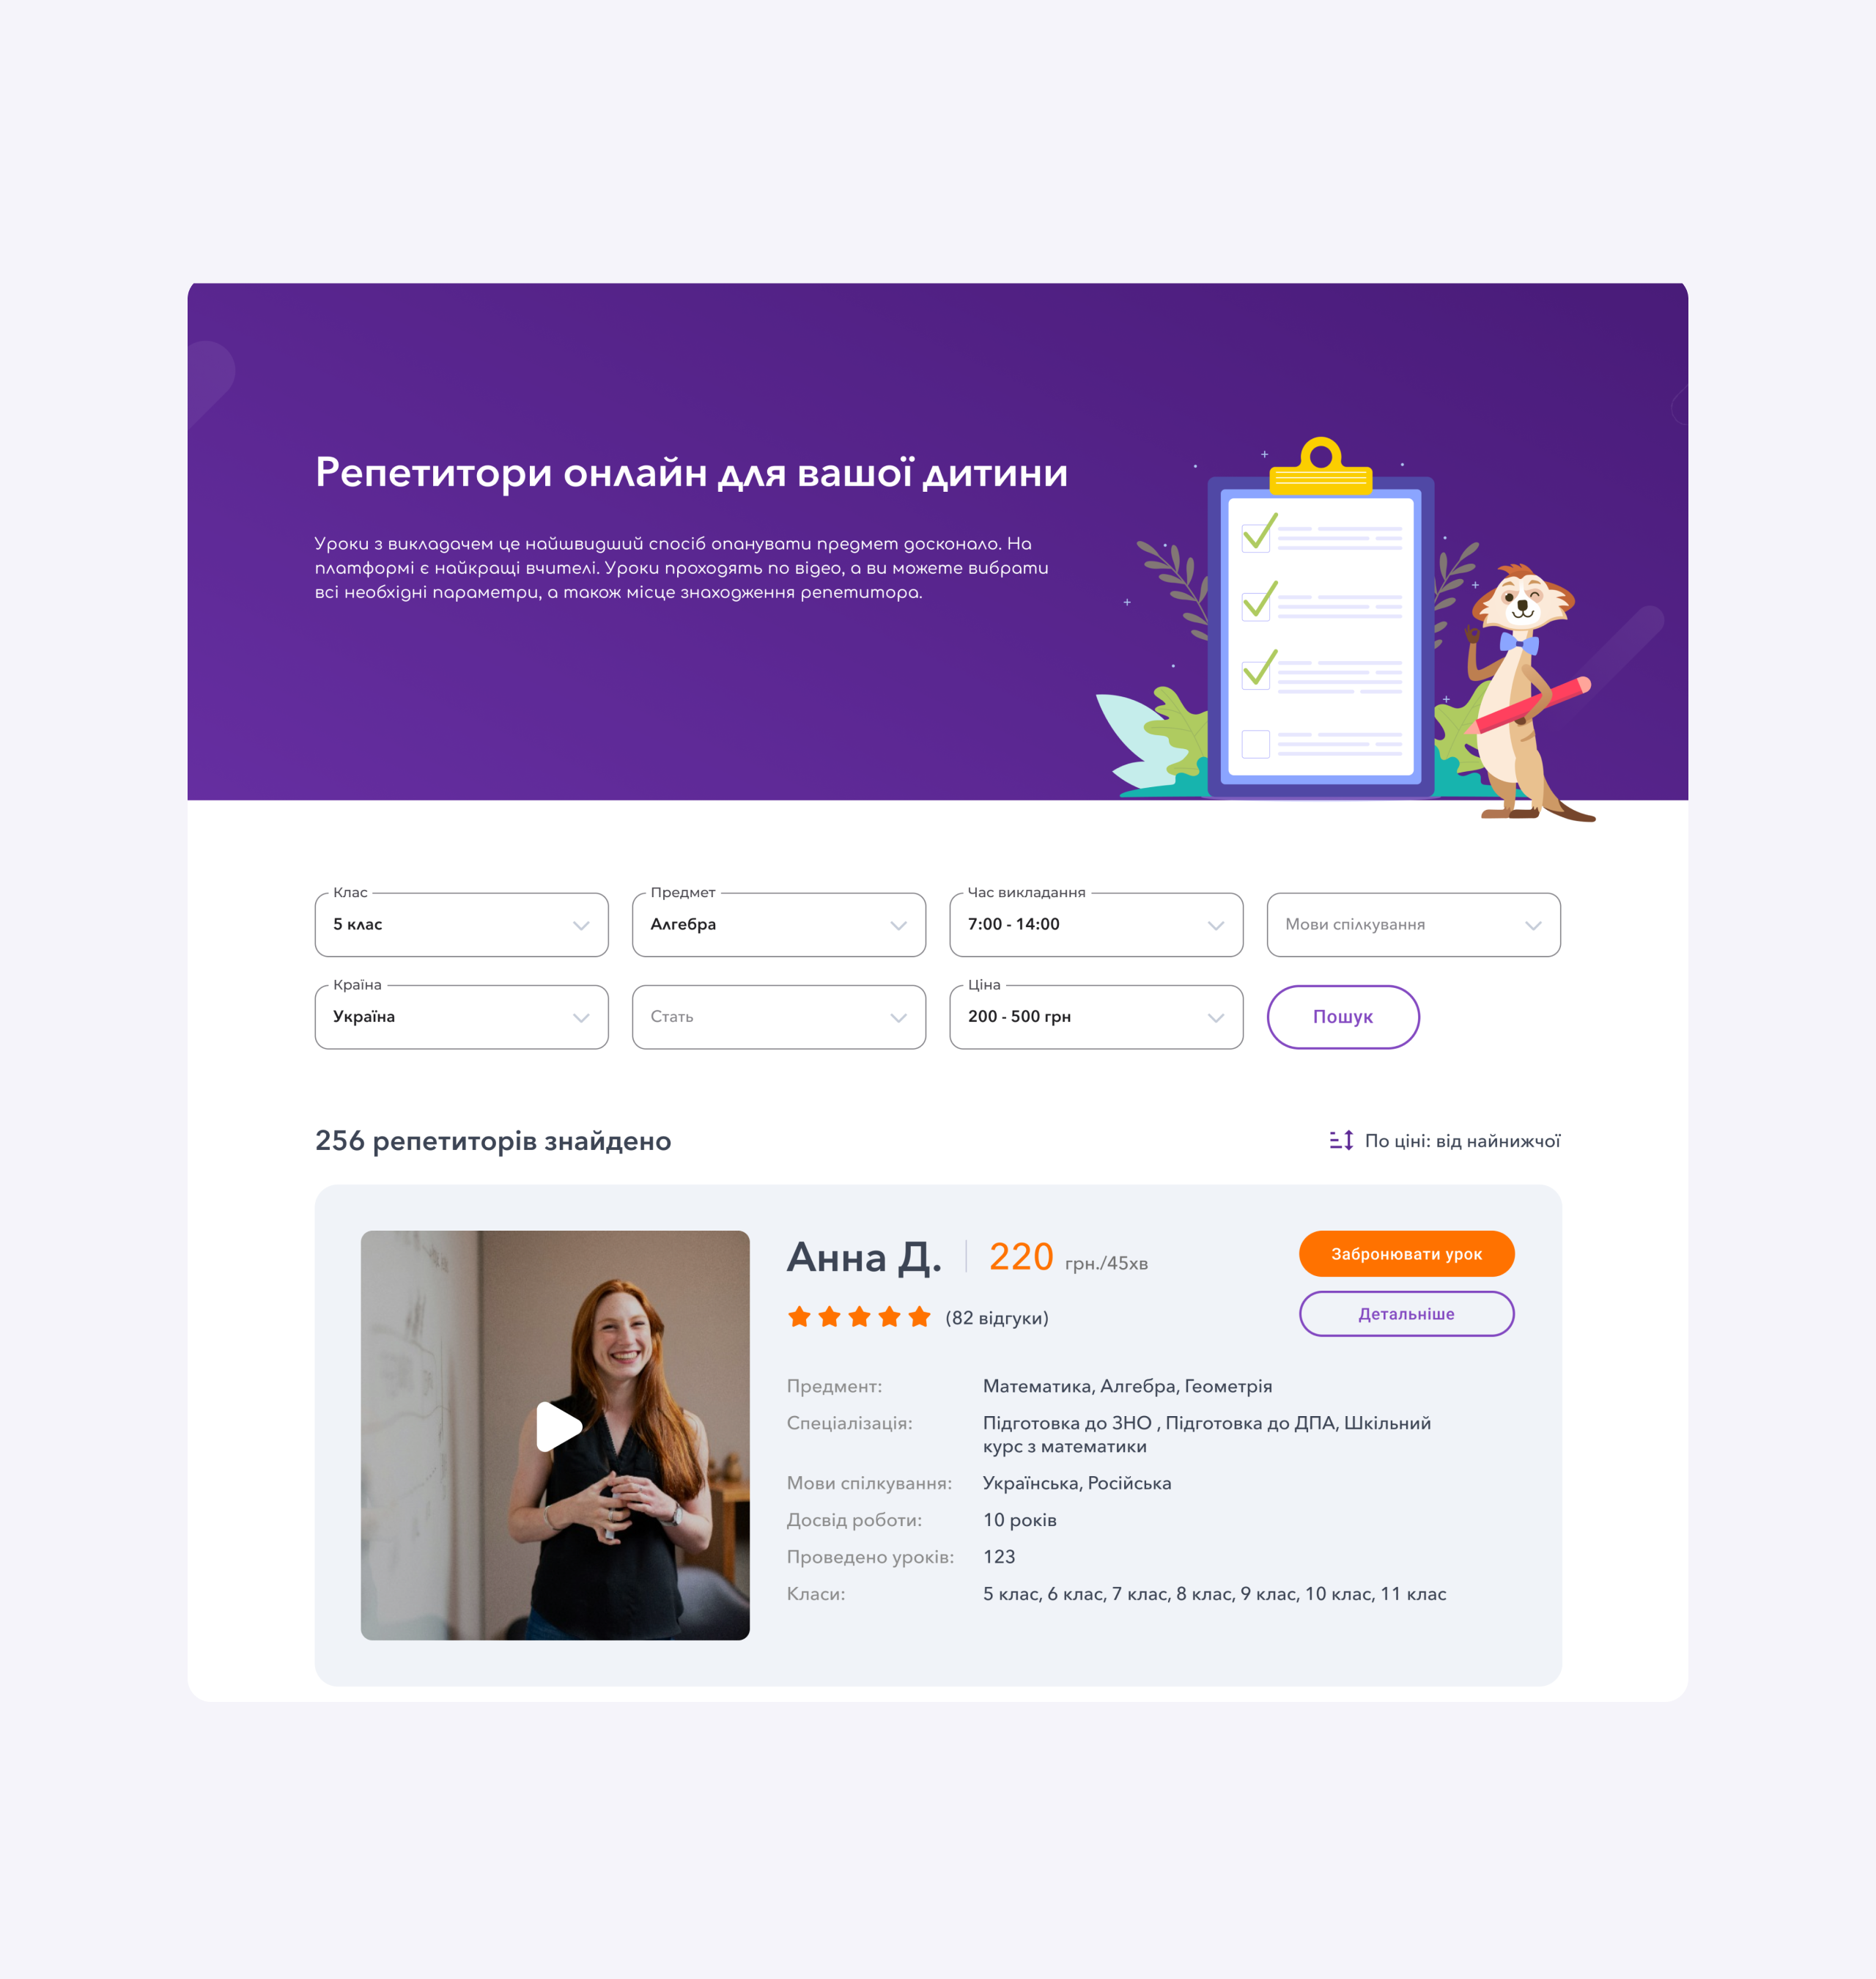 Репетитори онлайн для вашої дитини
Уроки з викладачем це найшвидший спосіб опанувати предмет досконало. На
платформі є найкращі вчителі. Уроки проходять по відео, а ви можете вибрати
всі необхідні параметри, а також місце знаходження репетитора.
Клас
5 клас
Предмет
Алгебра
Час викладання
7:00 - 14:00
Мови спілкування
Країна
Україна
Стать
Ціна
200 - 500 грн
Пошук
256 репетиторів знайдено
По ціні: від найнижчої
Анна Д.
220 грн./45хв
(82 відгуки)
Забронювати урок
Детальніше
Предмент: Математика, Алгебра, Геометрія
Спеціалізація: Підготовка до ЗНО , Підготовка до ДПА, Шкільний
курс з математики
Мови спілкування: Українська, Російська
Досвід роботи: 10 років
Проведено уроків: 123
Класи: 5 клас, 6 клас, 7 клас, 8 клас, 9 клас, 10 клас, 11 клас